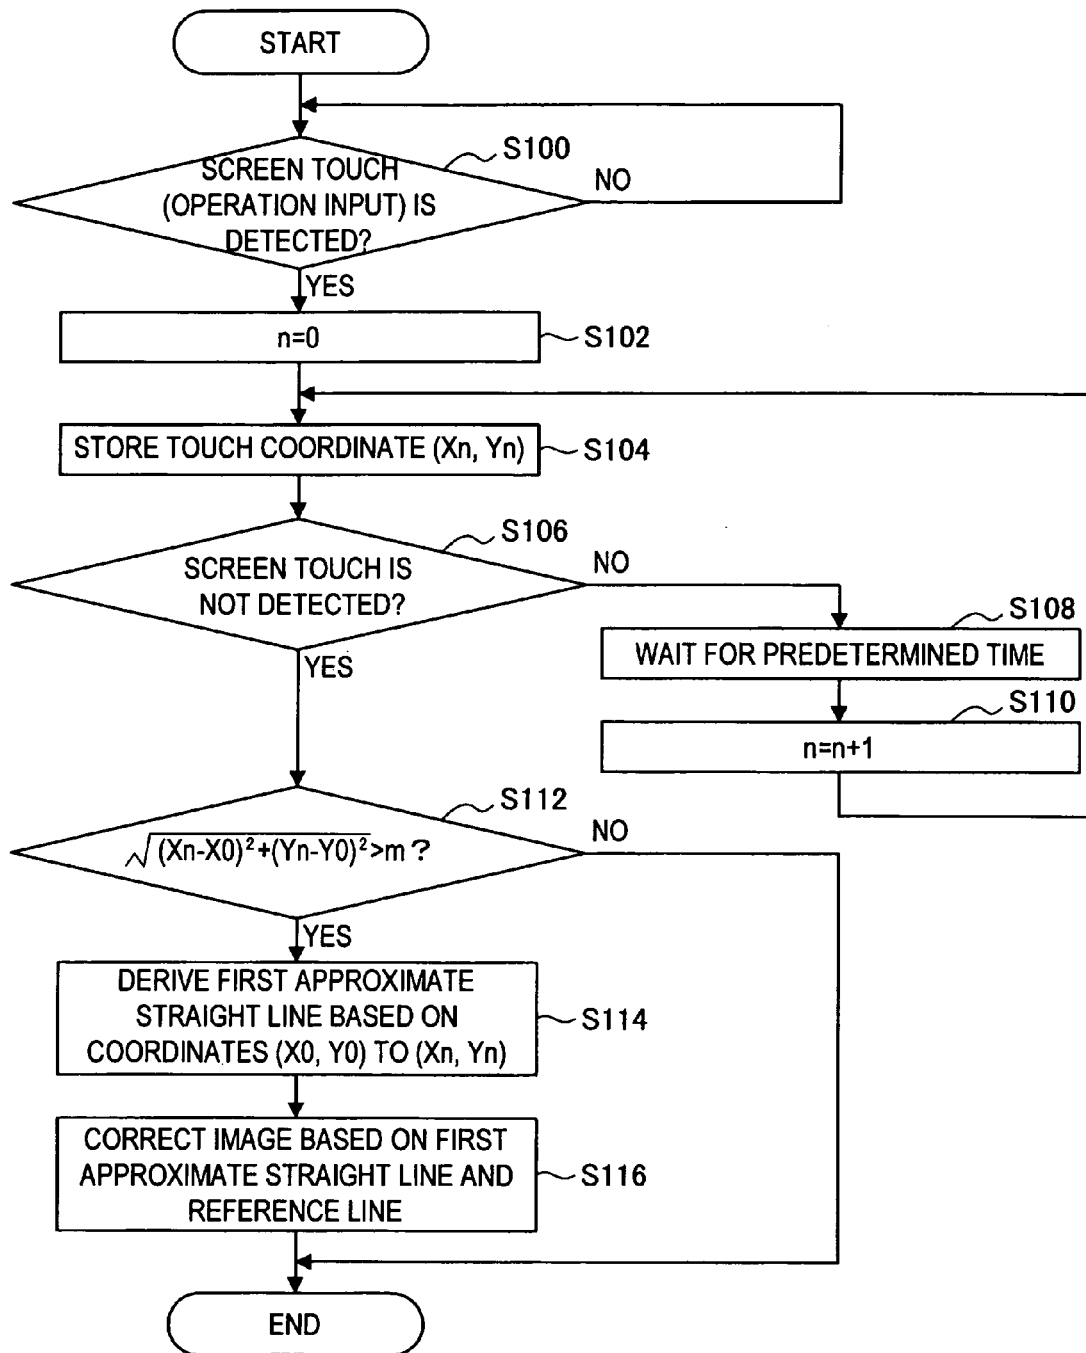 START
S100
SCREEN TOUCH
(OPERATION INPUT) IS
DETECTED?
NO
YES
n=0
S102
STORE TOUCH COORDINATE (Xn, Yn)
S104
S106
SCREEN TOUCH IS
NOT DETECTED?
NO
YES
S108
WAIT FOR PREDETERMINED TIME
S110
n=n+1
S112
√(Xn-X0)²+(Yn-Y0)²>m ?
NO
YES
DERIVE FIRST APPROXIMATE
STRAIGHT LINE BASED ON
COORDINATES (X0, Y0) TO (Xn, Yn)
S114
CORRECT IMAGE BASED ON FIRST
APPROXIMATE STRAIGHT LINE AND
REFERENCE LINE
S116
END